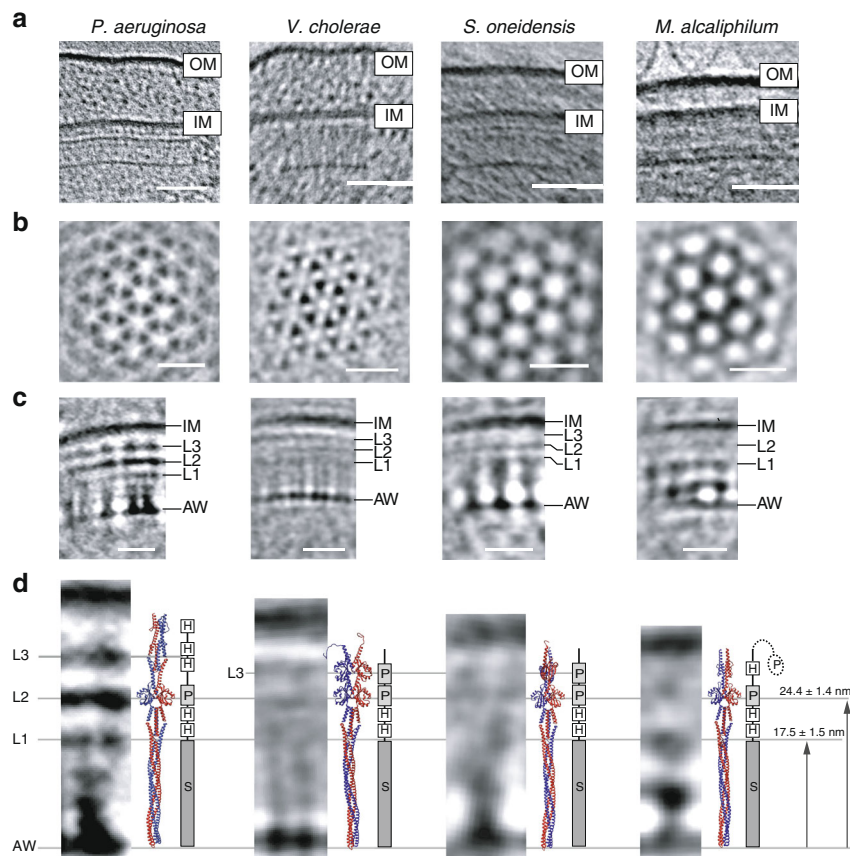 a
P. aeruginosa
V. cholerae
S. oneidensis
M. alcaliphilum
OM
IM
OM
IM
OM
IM
OM
IM
b
c
IM
L3
L2
L1
AW
IM
L3
L2
L1
AW
IM
L3
L2
L1
AW
IM
L2
L1
AW
d
L3
L2
L1
AW
H
H
H
P
H
H
S
L3
P
P
H
H
S
P
P
H
H
S
H
P
P
H
H
S
24.4 ± 1.4 nm
17.5 ± 1.5 nm